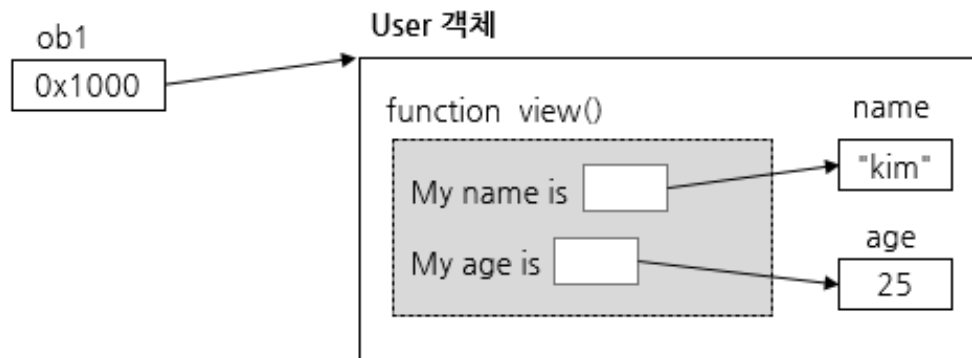 User 객체
ob1
0x1000
function view()
name
"kim"
My name is
age
My age is
25